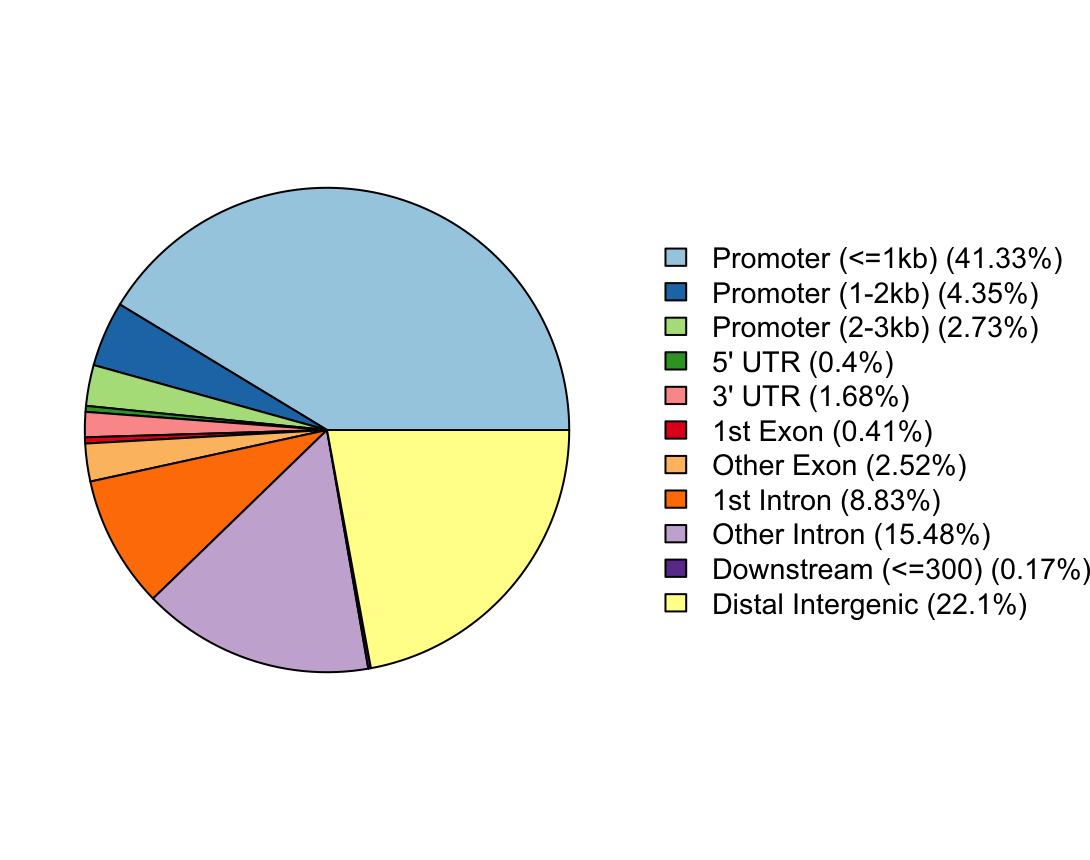 Promoter (<=1kb) (41.33%)
Promoter (1-2kb) (4.35%)
Promoter (2-3kb) (2.73%)
5' UTR (0.4%)
3' UTR (1.68%)
1st Exon (0.41%)
Other Exon (2.52%)
1st Intron (8.83%)
Other Intron (15.48%)
Downstream (<=300) (0.17%)
Distal Intergenic (22.1%)